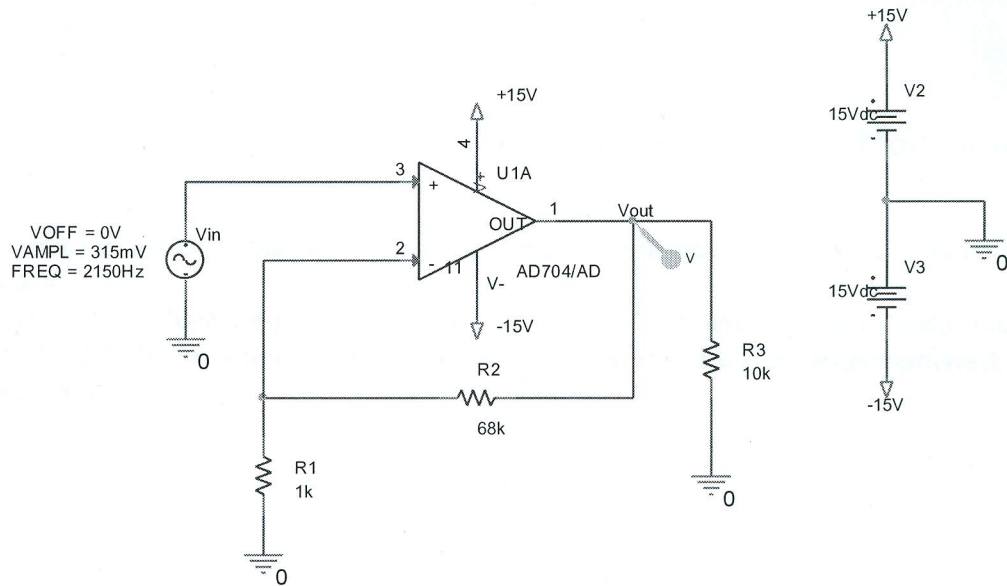 +15V
V2
15Vdc
+15V
4
U1A
3
+
1
OUT
Vout
V
2
-
11
V-
AD704/AD
-15V
Vin
VOFF = 0V
VAMPL = 315mV
FREQ = 2150Hz
0
0
V3
15Vdc
-15V
R2
68k
R3
10k
R1
1k
0
0